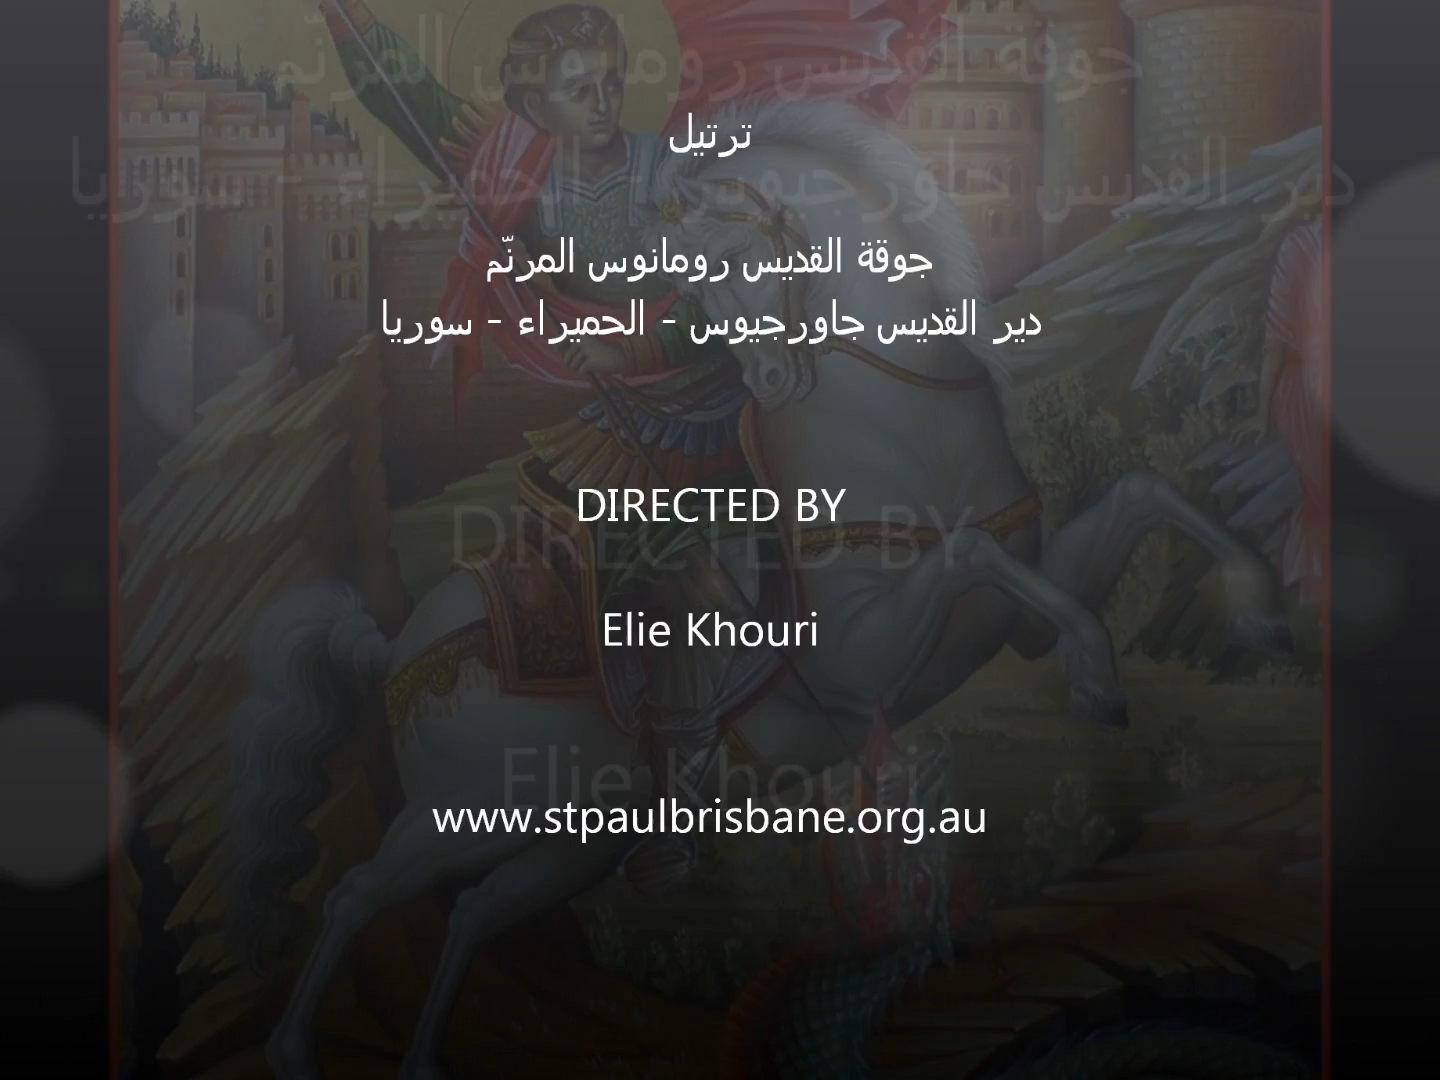 ترتيل
جوقة القديس رومانوس المرنّم
دير القديس جاورجيوس - الحميراء - سوريا
DIRECTED BY
Elie Khouri
www.stpaulbrisbane.org.au